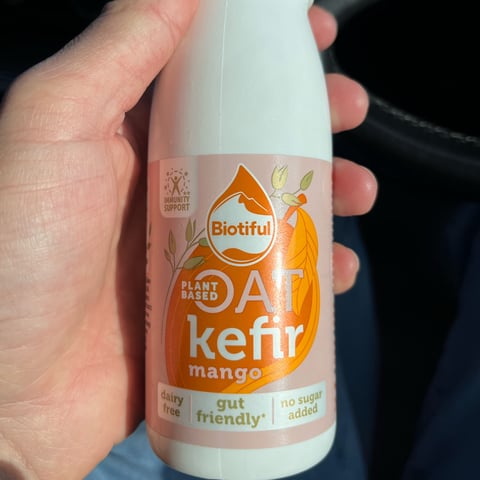 IMMUNITY
SUPPORT
Biotiful
PLANT
BASED
OAT
kefir
mango
dairy
free
gut
friendly*
no sugar
added